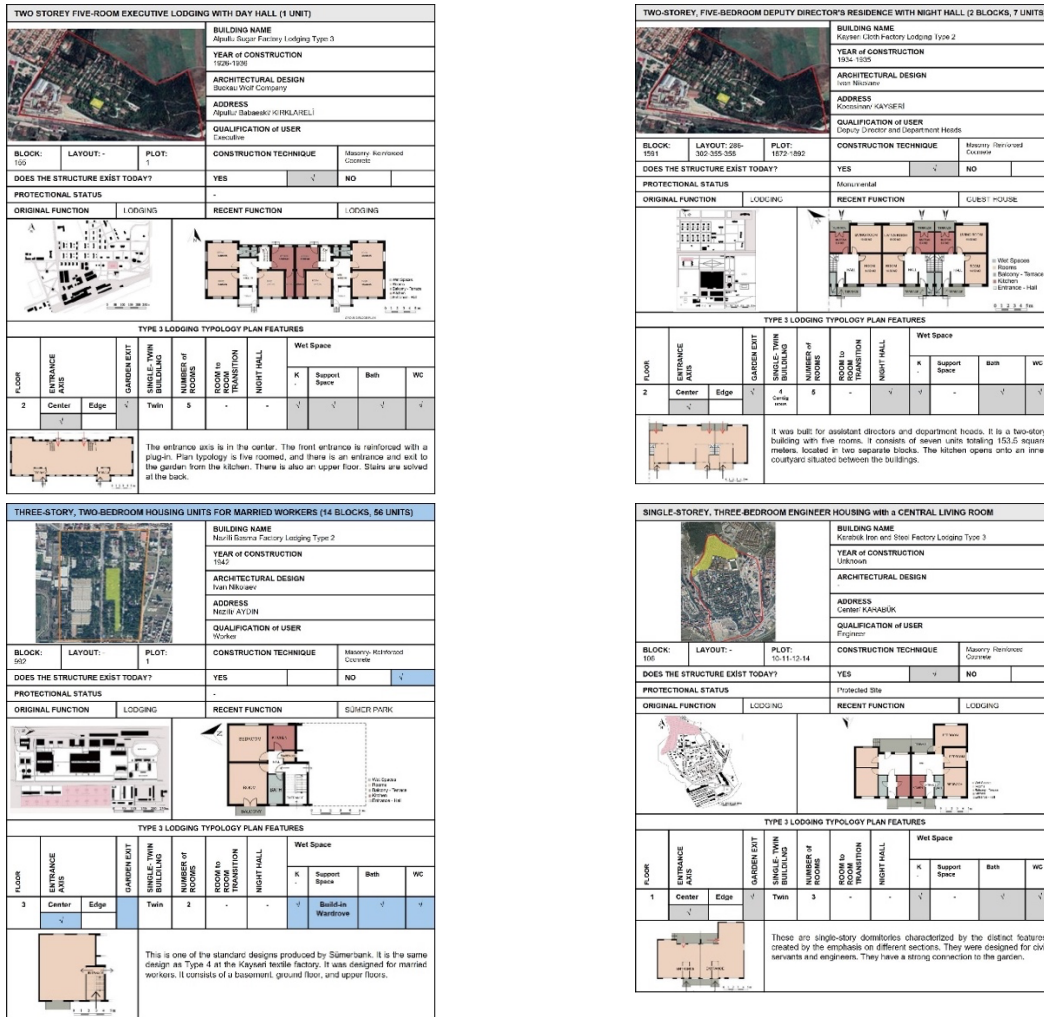 TWO STOREY FIVE-ROOM EXECUTIVE LODGING WITH DAY HALL (1 UNIT)
BUILDING NAME
Alpullu Sugar Factory Lodging Type 3
YEAR of CONSTRUCTION
1926-1936
ARCHITECTURAL DESIGN
Buckau Wolf Company
ADDRESS
Alpullu/ Babaeski/ KIRKLARELİ
QUALIFICATION of USER
Executive
BLOCK: LAYOUT: - PLOT: CONSTRUCTION TECHNIQUE Masonry- Reinforced
1 Cocnrete
DOES THE STRUCTURE EXİST TODAY? YES √ NO
PROTECTIONAL STATUS -
ORIGINAL FUNCTION LODGING RECENT FUNCTION LODGING
Wet Spaces
Rooms
Balcony - Terrace
Kitchen
Entrance - Hall
TYPE 3 LODGING TYPOLOGY PLAN FEATURES
FLOOR ENTRANCE AXIS GARDEN EXIT SINGLE- TWIN BUILDILNG NUMBER of ROOMS ROOM to ROOM TRANSITION NIGHT HALL Wet Space
K. Support Space Bath WC
2 Center Edge √ Twin 5 - - √ √ √ √
√
The entrance axis is in the center. The front entrance is reinforced with a
plug-in. Plan typology is five roomed, and there is an entrance and exit to
the garden from the kitchen. There is also an upper floor. Stairs are solved
at the back.
TWO-STOREY, FIVE-BEDROOM DEPUTY DIRECTOR'S RESIDENCE WITH NIGHT HALL (2 BLOCKS, 7 UNITS)
BUILDING NAME
Kayseri Cloth Factory Lodging Type 2
YEAR of CONSTRUCTION
1934-1935
ARCHITECTURAL DESIGN
Ivan Nikolaev
ADDRESS
Kocasinan/ KAYSERİ
QUALIFICATION of USER
Deputy Director and Department Heads
BLOCK: LAYOUT: 286- PLOT: CONSTRUCTION TECHNIQUE Masonry- Reinforced
1591 302-355-358 1872-1892 Cocnrete
DOES THE STRUCTURE EXİST TODAY? YES √ NO
PROTECTIONAL STATUS Monumental
ORIGINAL FUNCTION LODGING RECENT FUNCTION GUEST HOUSE
Wet Spaces
Rooms
Balcony - Terrace
Kitchen
Entrance - Hall
TYPE 3 LODGING TYPOLOGY PLAN FEATURES
FLOOR ENTRANCE AXIS GARDEN EXIT SINGLE- TWIN BUILDILNG NUMBER of ROOMS ROOM to ROOM TRANSITION NIGHT HALL Wet Space
K. Support Space Bath WC
2 Center Edge √ 4 5 - √ √ - √ √
√
It was built for assistant directors and department heads. It is a two-story
building with five rooms. It consists of seven units totaling 153.5 square
meters, located in two separate blocks. The kitchen opens onto an inner
courtyard situated between the buildings.
THREE-STORY, TWO-BEDROOM HOUSING UNITS FOR MARRIED WORKERS (14 BLOCKS, 56 UNITS)
BUILDING NAME
Nazilli Basma Factory Lodging Type 2
YEAR of CONSTRUCTION
1942
ARCHITECTURAL DESIGN
Ivan Nikolaev
ADDRESS
Nazilli/ AYDIN
QUALIFICATION of USER
Worker
BLOCK: LAYOUT: - PLOT: CONSTRUCTION TECHNIQUE Masonry- Reinforced
1 Cocnrete
DOES THE STRUCTURE EXİST TODAY? YES NO √
PROTECTIONAL STATUS -
ORIGINAL FUNCTION LODGING RECENT FUNCTION SÜMER PARK
Wet Spaces
Rooms
Balcony - Terrace
Kitchen
Entrance - Hall
TYPE 3 LODGING TYPOLOGY PLAN FEATURES
FLOOR ENTRANCE AXIS GARDEN EXIT SINGLE- TWIN BUILDILNG NUMBER of ROOMS ROOM to ROOM TRANSITION NIGHT HALL Wet Space
K. Support Space Bath WC
3 Center Edge Twin 2 - - √ Build-in Wardrove √ √
√
This is one of the standard designs produced by Sümerbank. It is the same
design as Type 4 at the Kayseri textile factory. It was designed for married
workers. It consists of a basement, ground floor, and upper floors.
SINGLE-STOREY, THREE-BEDROOM ENGINEER HOUSING with a CENTRAL LIVING ROOM
BUILDING NAME
Karabük Iron and Steel Factory Lodging Type 3
YEAR of CONSTRUCTION
Unknown
ARCHITECTURAL DESIGN
-
ADDRESS
Center/ KARABÜK
QUALIFICATION of USER
Engineer
BLOCK: LAYOUT: - PLOT: CONSTRUCTION TECHNIQUE Masonry- Reinforced
106 10-11-12-14 Cocnrete
DOES THE STRUCTURE EXİST TODAY? YES √ NO
PROTECTIONAL STATUS Protected Site
ORIGINAL FUNCTION LODGING RECENT FUNCTION LODGING
TYPE 3 LODGING TYPOLOGY PLAN FEATURES
FLOOR ENTRANCE AXIS GARDEN EXIT SINGLE- TWIN BUILDILNG NUMBER of ROOMS ROOM to ROOM TRANSITION NIGHT HALL Wet Space
K. Support Space Bath WC
1 Center Edge √ Twin 3 - - √ - √ √
√
These are single-story dormitories characterized by the distinct features
created by the emphasis on different sections. They were designed for civil
servants and engineers. They have a strong connection to the garden.